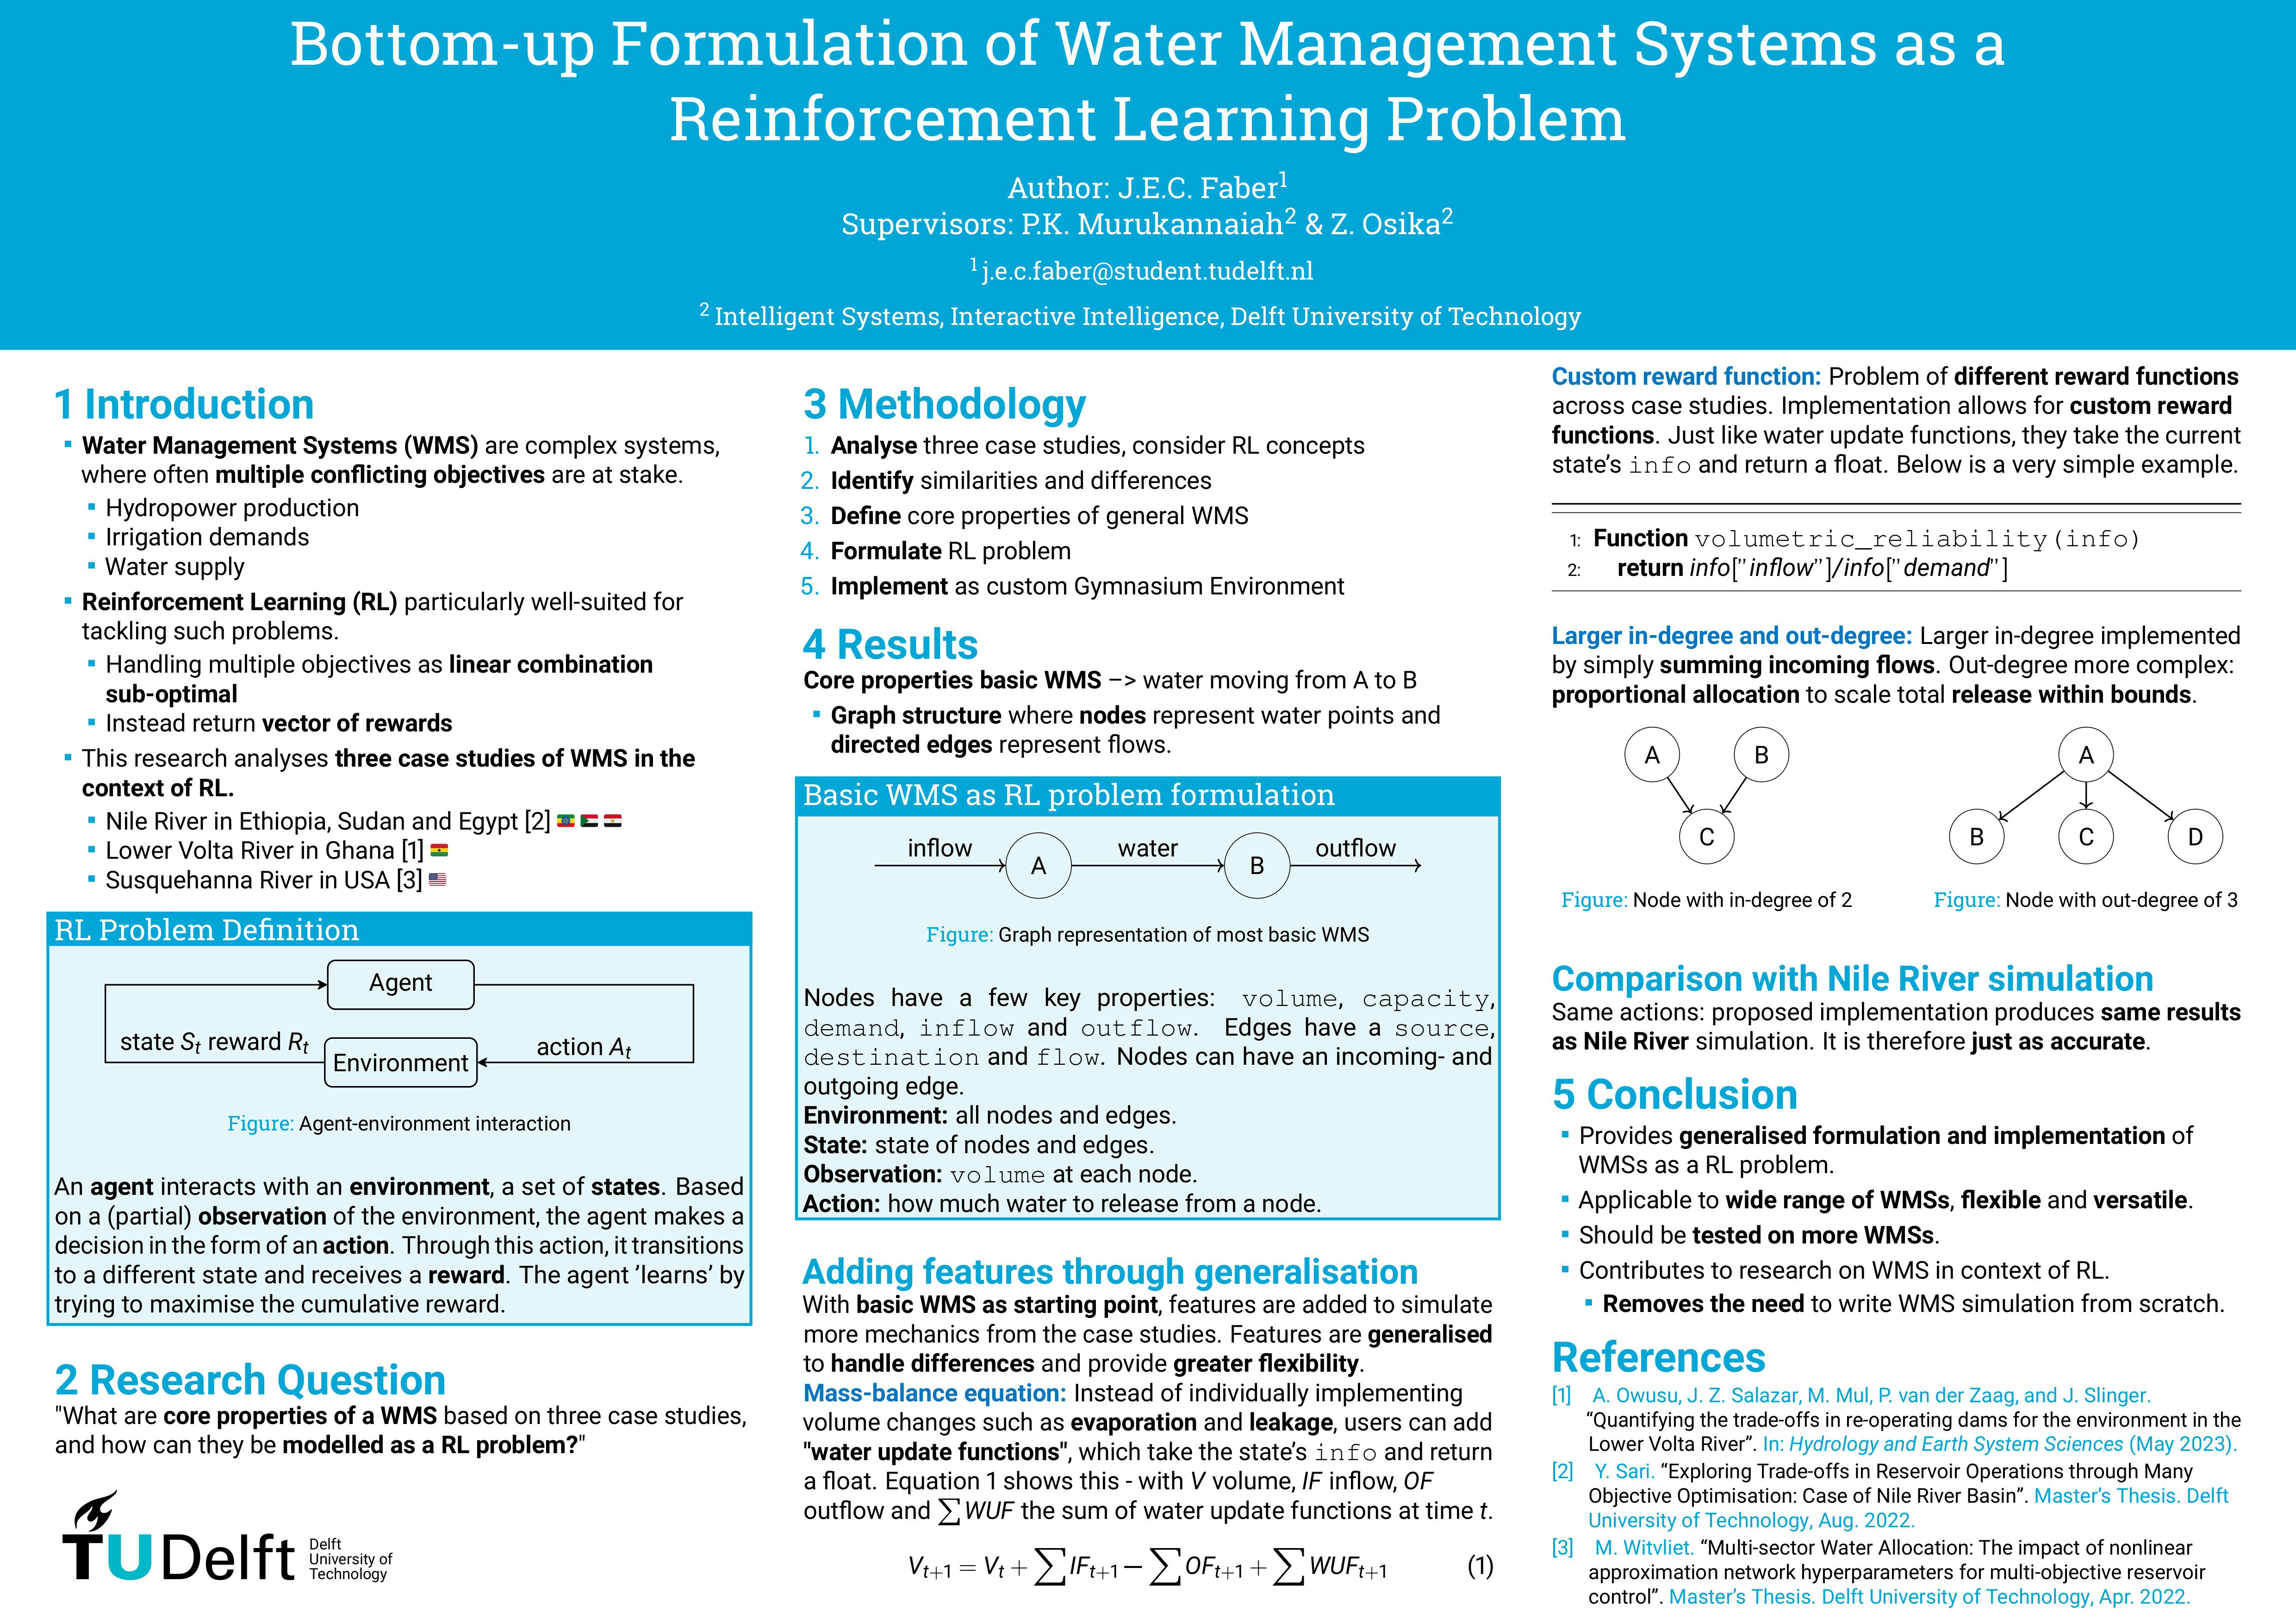 Bottom-up Formulation of Water Management Systems as a
Reinforcement Learning Problem
Author: J.E.C. Faber1
Supervisors: P.K. Murukannaiah2 & Z. Osika2
1 j.e.c.faber@student.tudelft.nl
2 Intelligent Systems, Interactive Intelligence, Delft University of Technology
1 Introduction
Water Management Systems (WMS) are complex systems,
where often multiple conflicting objectives are at stake.
Hydropower production
Irrigation demands
Water supply
Reinforcement Learning (RL) particularly well-suited for
tackling such problems.
Handling multiple objectives as linear combination
sub-optimal
Instead return vector of rewards
This research analyses three case studies of WMS in the
context of RL.
Nile River in Ethiopia, Sudan and Egypt [2]
Lower Volta River in Ghana [1]
Susquehanna River in USA [3]
RL Problem Definition
Agent
state St reward Rt
action At
Environment
Figure: Agent-environment interaction
An agent interacts with an environment, a set of states. Based
on a (partial) observation of the environment, the agent makes a
decision in the form of an action. Through this action, it transitions
to a different state and receives a reward. The agent ’learns’ by
trying to maximise the cumulative reward.
2 Research Question
"What are core properties of a WMS based on three case studies,
and how can they be modelled as a RL problem?"
TUDelft
Delft
University of
Technology
3 Methodology
1. Analyse three case studies, consider RL concepts
2. Identify similarities and differences
3. Define core properties of general WMS
4. Formulate RL problem
5. Implement as custom Gymnasium Environment
4 Results
Core properties basic WMS –> water moving from A to B
Graph structure where nodes represent water points and
directed edges represent flows.
Basic WMS as RL problem formulation
inflow A water B outflow
Figure: Graph representation of most basic WMS
Nodes have a few key properties: volume, capacity,
demand, inflow and outflow. Edges have a source,
destination and flow. Nodes can have an incoming- and
outgoing edge.
Environment: all nodes and edges.
State: state of nodes and edges.
Observation: volume at each node.
Action: how much water to release from a node.
Adding features through generalisation
With basic WMS as starting point, features are added to simulate
more mechanics from the case studies. Features are generalised
to handle differences and provide greater flexibility.
Mass-balance equation: Instead of individually implementing
volume changes such as evaporation and leakage, users can add
"water update functions", which take the state’s info and return
a float. Equation 1 shows this - with V volume, IF inflow, OF
outflow and ∑WUF the sum of water update functions at time t.
Vt+1 = Vt + ∑IFt+1 − ∑OFt+1 + ∑WUFt+1 (1)
Custom reward function: Problem of different reward functions
across case studies. Implementation allows for custom reward
functions. Just like water update functions, they take the current
state’s info and return a float. Below is a very simple example.
1: Function volumetric_reliability(info)
2: return info[”inflow”]/info[”demand”]
Larger in-degree and out-degree: Larger in-degree implemented
by simply summing incoming flows. Out-degree more complex:
proportional allocation to scale total release within bounds.
A B
C
Figure: Node with in-degree of 2
A
B C D
Figure: Node with out-degree of 3
Comparison with Nile River simulation
Same actions: proposed implementation produces same results
as Nile River simulation. It is therefore just as accurate.
5 Conclusion
Provides generalised formulation and implementation of
WMSs as a RL problem.
Applicable to wide range of WMSs, flexible and versatile.
Should be tested on more WMSs.
Contributes to research on WMS in context of RL.
Removes the need to write WMS simulation from scratch.
References
[1] A. Owusu, J. Z. Salazar, M. Mul, P. van der Zaag, and J. Slinger.
“Quantifying the trade-offs in re-operating dams for the environment in the
Lower Volta River”. In: Hydrology and Earth System Sciences (May 2023).
[2] Y. Sari. “Exploring Trade-offs in Reservoir Operations through Many
Objective Optimisation: Case of Nile River Basin”. Master’s Thesis. Delft
University of Technology, Aug. 2022.
[3] M. Witvliet. “Multi-sector Water Allocation: The impact of nonlinear
approximation network hyperparameters for multi-objective reservoir
control”. Master’s Thesis. Delft University of Technology, Apr. 2022.